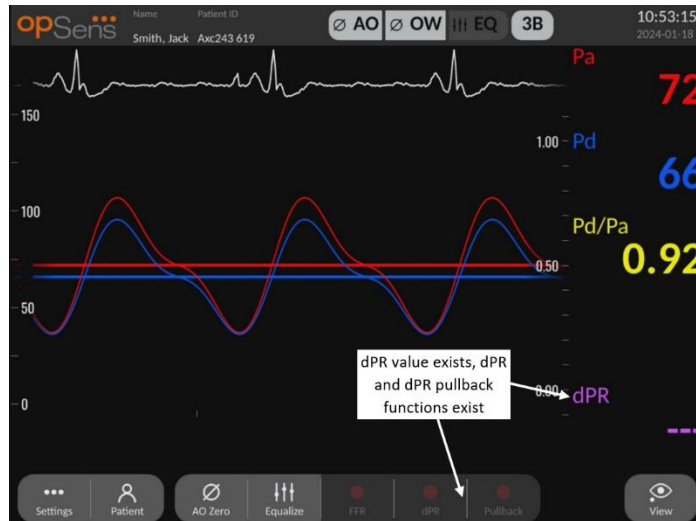 opSens
Name Patient ID
Smith, Jack Axc243 619
Ø AO Ø OW EQ 3B
10:53:15
2024-01-18
Pa
72
150
1.00
Pd
66
100
Pd/Pa
0.92
0.50
50
dPR value exists, dPR
and dPR pullback
functions exist
0.00
dPR
0
---
Settings Patient AO Zero Equalize FFR dPR Pullback View